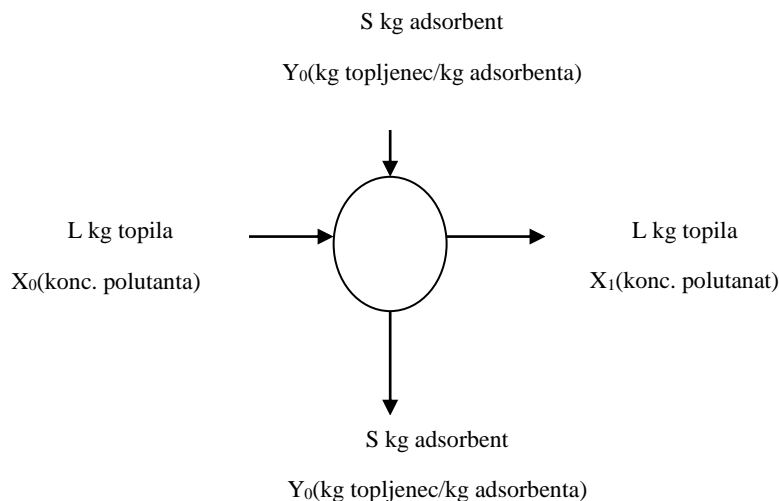 S kg adsorbent
Y₀(kg topljenec/kg adsorbenta)
L kg topila
X₀(konc. polutanta)
L kg topila
X₁(konc. polutanat)
S kg adsorbent
Y₀(kg topljenec/kg adsorbenta)